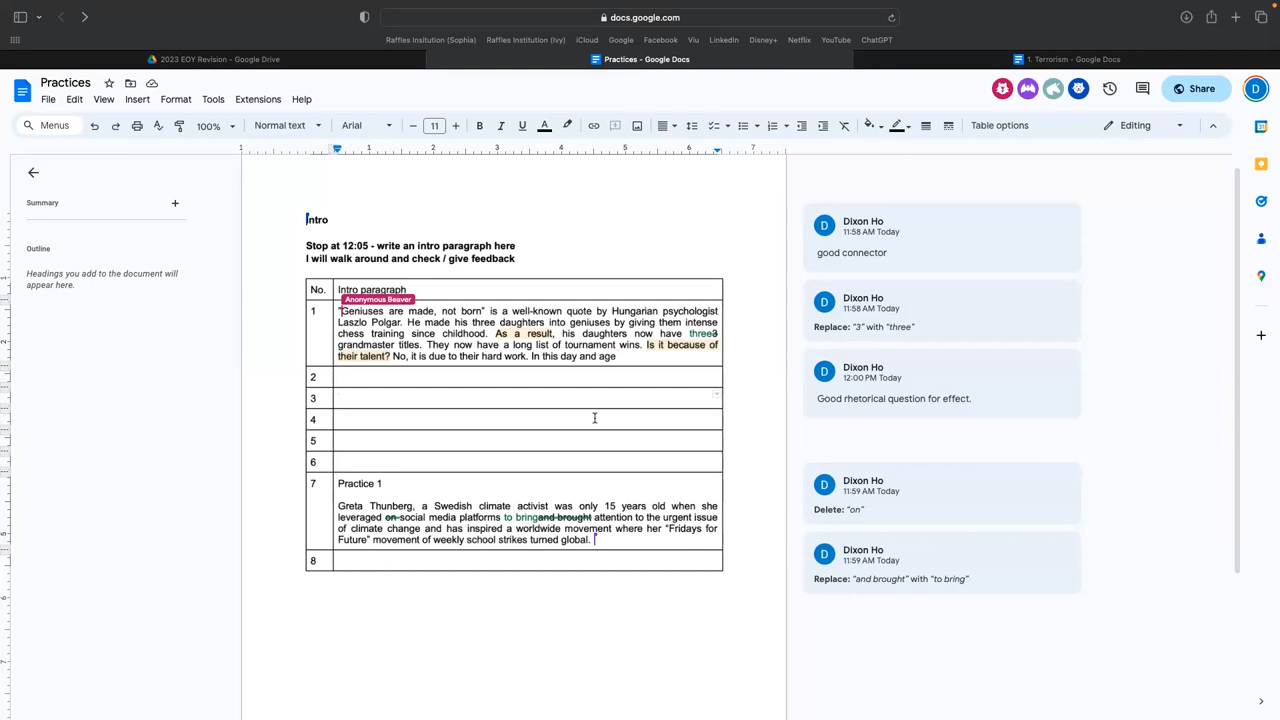 docs.google.com
Raffles Insitution (Sophia)
Raffles Institution (Ivy)
iCloud
Google
Facebook
Viu
LinkedIn
Disney+
Netflix
YouTube
ChatGPT
2023 EOY Revision - Google Drive
Practices - Google Docs
1. Terrorism - Google Docs
Practices
File Edit View Insert Format Tools Extensions Help
Share
D
Menus
100%
Normal text
Arial
11
B I U A
Table options
Editing
1 1 2 3 4 5 6 7
Summary
Outline
Headings you add to the document will
appear here.
Intro
Stop at 12:05 - write an intro paragraph here
I will walk around and check / give feedback
No. Intro paragraph
Anonymous Beaver
1 "Geniuses are made, not born" is a well-known quote by Hungarian psychologist
Laszlo Polgar. He made his three daughters into geniuses by giving them intense
chess training since childhood. As a result, his daughters now have three3
grandmaster titles. They now have a long list of tournament wins. Is it because of
their talent? No, it is due to their hard work. In this day and age
2
3
4
5
6
7 Practice 1
Greta Thunberg, a Swedish climate activist was only 15 years old when she
leveraged on social media platforms to bringand brought attention to the urgent issue
of climate change and has inspired a worldwide movement where her "Fridays for
Future" movement of weekly school strikes turned global.
8
D
Dixon Ho
11:58 AM Today
good connector
D
Dixon Ho
11:58 AM Today
Replace: "3" with "three"
D
Dixon Ho
12:00 PM Today
Good rhetorical question for effect.
D
Dixon Ho
11:59 AM Today
Delete: "on"
D
Dixon Ho
11:59 AM Today
Replace: "and brought" with "to bring"